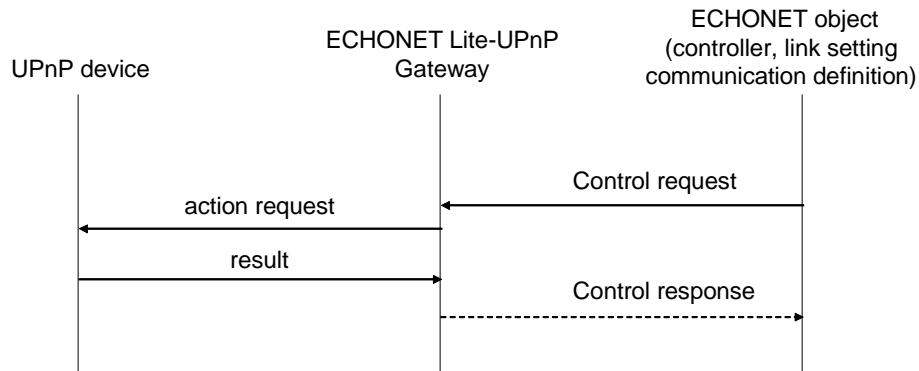 UPnP device
ECHONET Lite-UPnP
Gateway
ECHONET object
(controller, link setting
communication definition)
Control request
action request
result
Control response